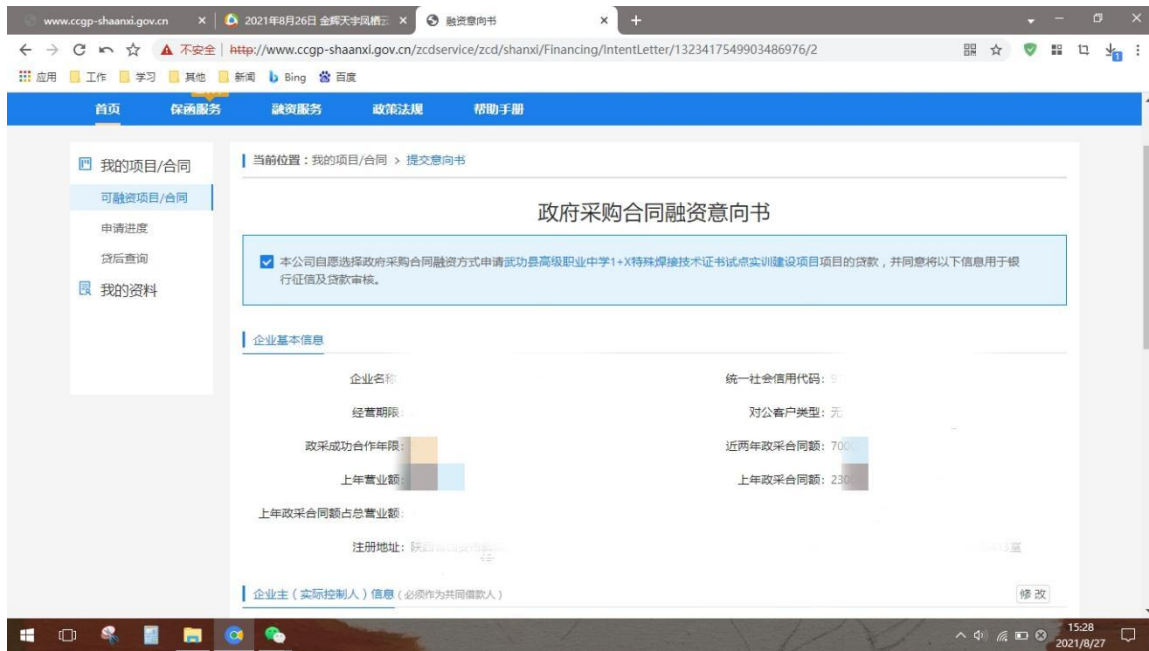 www.ccgp-shaanxi.gov.cn
2021年8月26日 金辉天宇凤栖云
融资意向书
不安全 http://www.ccgp-shaanxi.gov.cn/zcdservice/zcd/shanxi/Financing/IntentLetter/1323417549903486976/2
应用 工作 学习 其他 新闻 Bing 百度
首页 保函服务 融资服务 政策法规 帮助手册
我的项目/合同
可融资项目/合同
申请进度
贷后查询
我的资料
当前位置：我的项目/合同 > 提交意向书
政府采购合同融资意向书
本公司自愿选择政府采购合同融资方式申请武功县高级职业中学1+X特殊焊接技术证书试点实训建设项目项目的贷款，并同意将以下信息用于银
行征信及贷款审核。
企业基本信息
企业名称 统一社会信用代码：9
经营期限： 对公客户类型：无
政采成功合作年限： 近两年政采合同额：7000
上年营业额： 上年政采合同额：230
上年政采合同额占总营业额：
注册地址：陕西 室
企业主（实际控制人）信息（必须作为共同借款人） 修改
15:28
2021/8/27